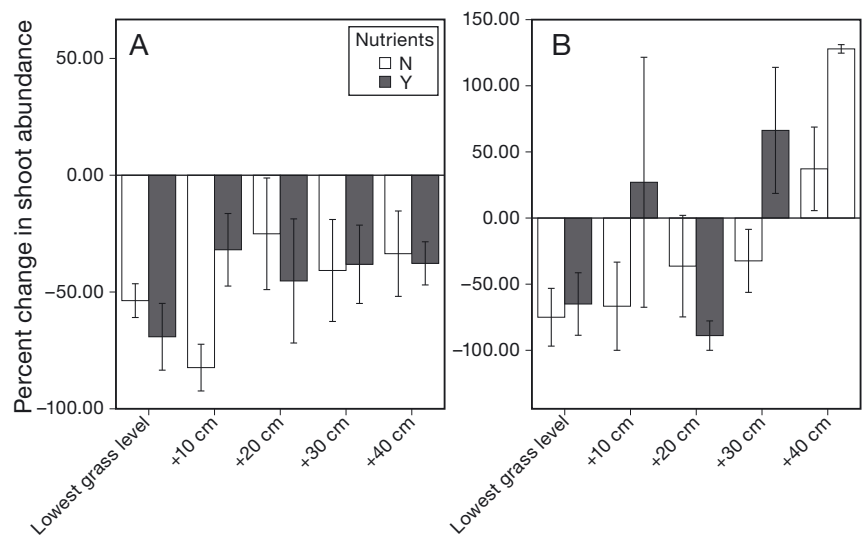 Percent change in shoot abundance
A
Nutrients
N
Y
50.00
0.00
−50.00
−100.00
Lowest grass level
+10 cm
+20 cm
+30 cm
+40 cm
B
150.00
100.00
50.00
0.00
−50.00
−100.00
Lowest grass level
+10 cm
+20 cm
+30 cm
+40 cm